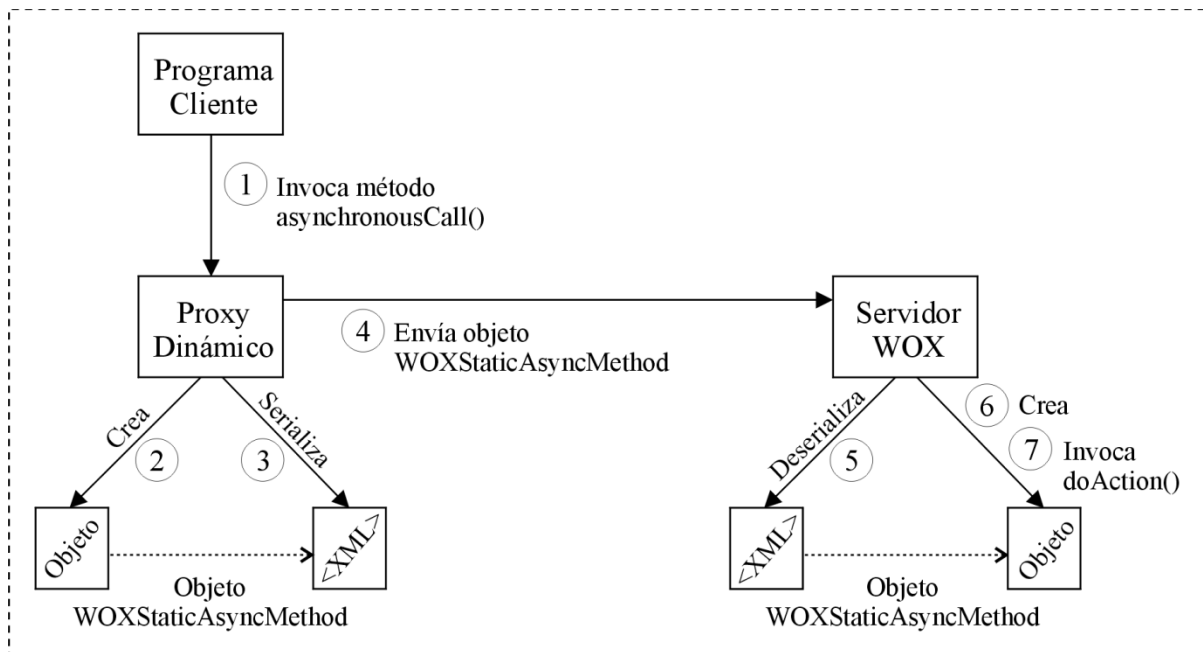 Programa
Cliente
1
Invoca método
asynchronousCall()
Proxy
Dinámico
4
Envía objeto
WOXStaticAsyncMethod
Servidor
WOX
Crea
2
Serializa
3
Deserializa
5
6
Crea
7
Invoca
doAction()
Objeto
<XML>
Objeto
WOXStaticAsyncMethod
<XML>
Objeto
Objeto
WOXStaticAsyncMethod